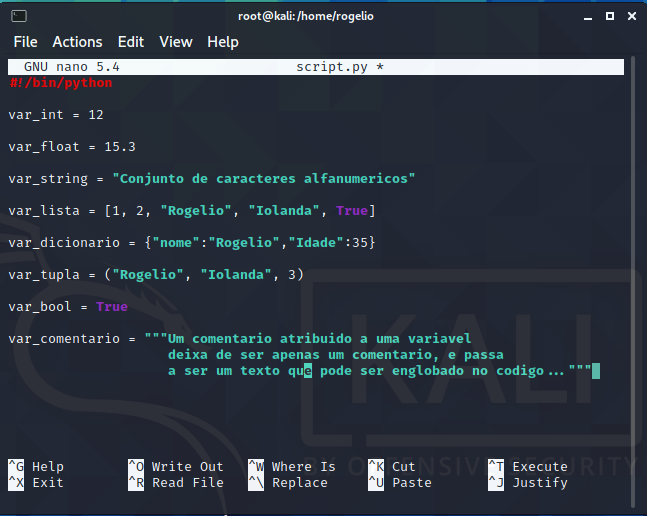 root@kali: /home/rogelio
File Actions Edit View Help
GNU nano 5.4 script.py *
#!/bin/python
var_int = 12
var_float = 15.3
var_string = "Conjunto de caracteres alfanumericos"
var_lista = [1, 2, "Rogelio", "Iolanda", True]
var_dicionario = {"nome":"Rogelio","Idade":35}
var_tupla = ("Rogelio", "Iolanda", 3)
var_bool = True
var_comentario = """Um comentario atribuido a uma variavel
deixa de ser apenas um comentario, e passa
a ser um texto que pode ser englobado no codigo..."""
KALI
BY OFFENSIVE SECURITY
^G Help ^O Write Out ^W Where Is ^K Cut ^T Execute
^X Exit ^R Read File ^\ Replace ^U Paste ^J Justify